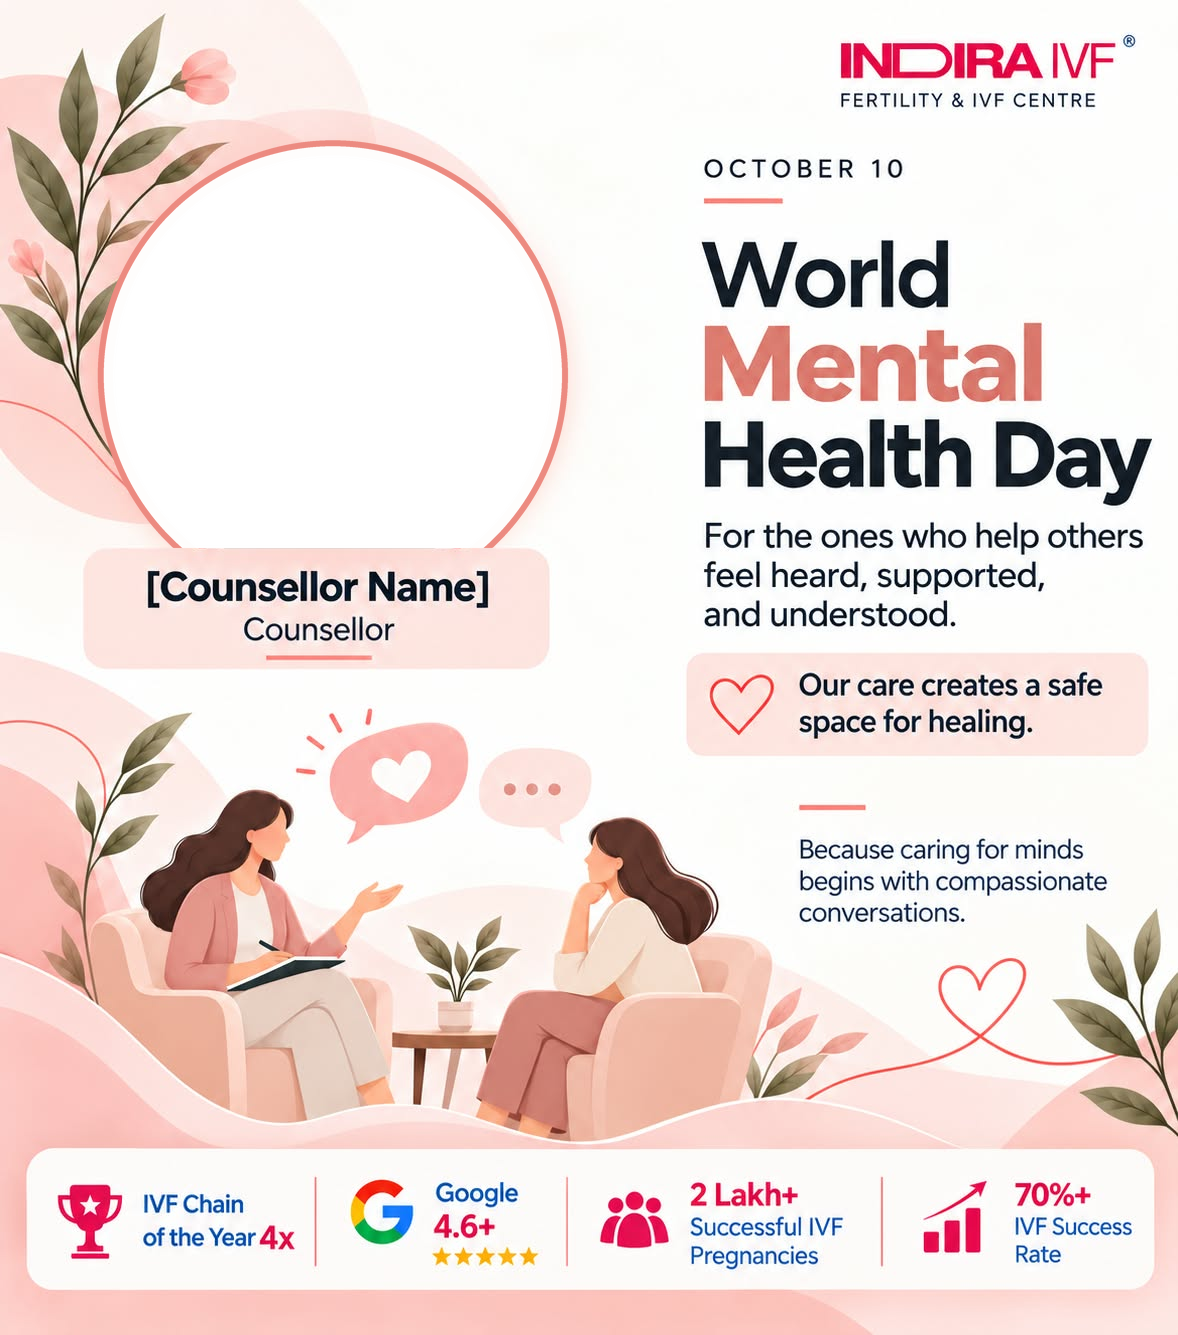 INDIRA IVF ®
FERTILITY & IVF CENTRE
OCTOBER 10
World
Mental
Health Day
For the ones who help others
feel heard, supported,
and understood.
[Counsellor Name]
Counsellor
Our care creates a safe
space for healing.
Because caring for minds
begins with compassionate
conversations.
IVF Chain
of the Year 4x
Google
4.6+
2 Lakh+
Successful IVF
Pregnancies
70%+
IVF Success
Rate